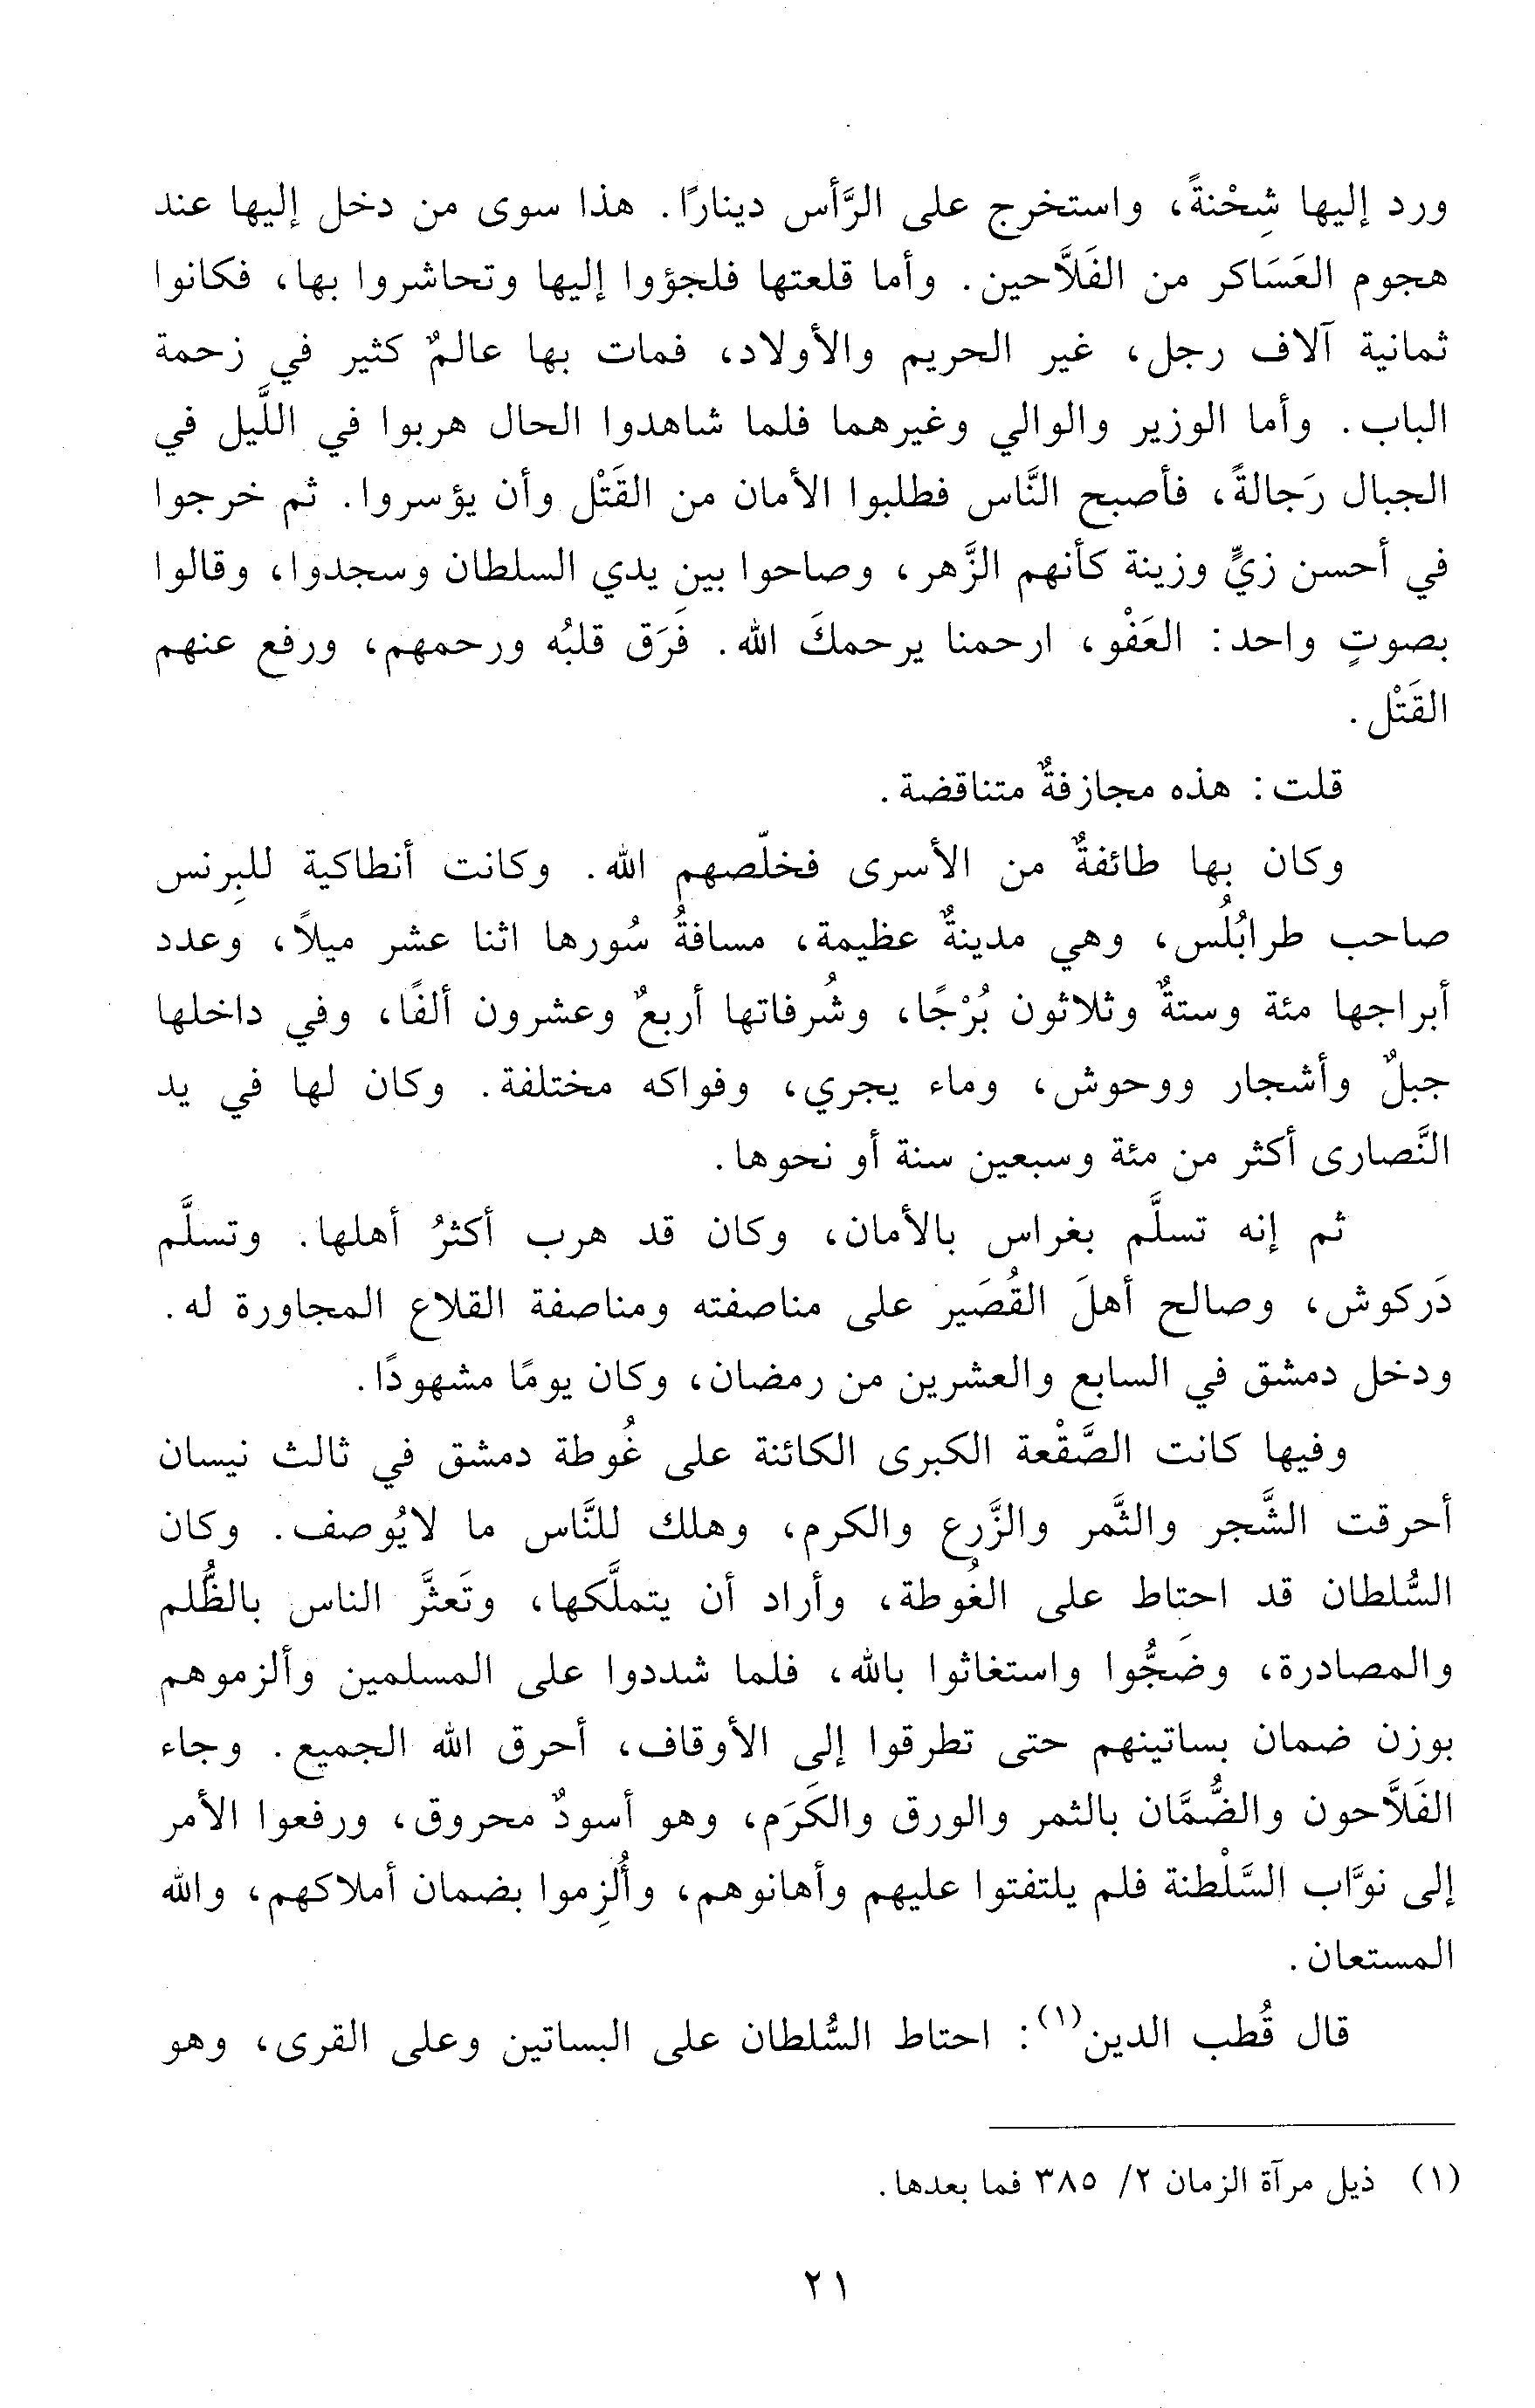 ورد إليها شِحْنةً، واستخرج على الرَّأس دينارًا. هذا سوى من دخل إليها عند
هجوم العَسَاكر من الفَلاَّحين. وأما قلعتها فلجؤوا إليها وتحاشروا بها، فكانوا
ثمانية آلاف رجل، غير الحريم والأولاد، فمات بها عالمٌ كثير في زحمة
الباب. وأما الوزير والوالي وغيرهما فلما شاهدوا الحال هربوا في اللَّيل في
الجبال رَجالةً، فأصبح النَّاس فطلبوا الأمان من القَتْل وأن يؤسروا. ثم خرجوا
في أحسن زيٍّ وزينة كأنهم الزَّهر، وصاحوا بين يدي السلطان وسجدوا، وقالوا
بصوتٍ واحد: العَفْو، ارحمنا يرحمكَ الله. فَرَق قلبُه ورحمهم، ورفع عنهم
القَتْل.
قلت: هذه مجازفةٌ متناقضة.
وكان بها طائفةٌ من الأسرى فخلّصهم الله. وكانت أنطاكية للبِرنس
صاحب طرابُلُس، وهي مدينةٌ عظيمة، مسافةُ سُورها اثنا عشر ميلاً، وعدد
أبراجها مئة وستةٌ وثلاثون بُرْجًا، وشُرفاتها أربعٌ وعشرون ألفًا، وفي داخلها
جبلٌ وأشجار ووحوش، وماء يجري، وفواكه مختلفة. وكان لها في يد
النَّصارى أكثر من مئة وسبعين سنة أو نحوها.
ثم إنه تسلَّم بغراس بالأمان، وكان قد هرب أكثرُ أهلها. وتسلَّم
دَركوش، وصالح أهلَ القُصَير على مناصفته ومناصفة القلاع المجاورة له.
ودخل دمشق في السابع والعشرين من رمضان، وكان يومًا مشهودًا.
وفيها كانت الصَّقْعة الكبرى الكائنة على غُوطة دمشق في ثالث نيسان
أحرقت الشَّجر والثَّمر والزَّرع والكرم، وهلك للنَّاس ما لايُوصف. وكان
السُّلطان قد احتاط على الغُوطة، وأراد أن يتملَّكها، وتَعثَّر الناس بالظُّلم
والمصادرة، وضَجُّوا واستغاثوا بالله، فلما شددوا على المسلمين وألزموهم
بوزن ضمان بساتينهم حتى تطرقوا إلى الأوقاف، أحرق الله الجميع. وجاء
الفَلاَّحون والضُّمَّان بالثمر والورق والكَرَم، وهو أسودٌ محروق، ورفعوا الأمر
إلى نوَّاب السَّلْطنة فلم يلتفتوا عليهم وأهانوهم، وأُلزِموا بضمان أملاكهم، والله
المستعان.
قال قُطب الدين(١): احتاط السُّلطان على البساتين وعلى القرى، وهو
(١) ذيل مرآة الزمان ٢/ ٣٨٥ فما بعدها.
٢١